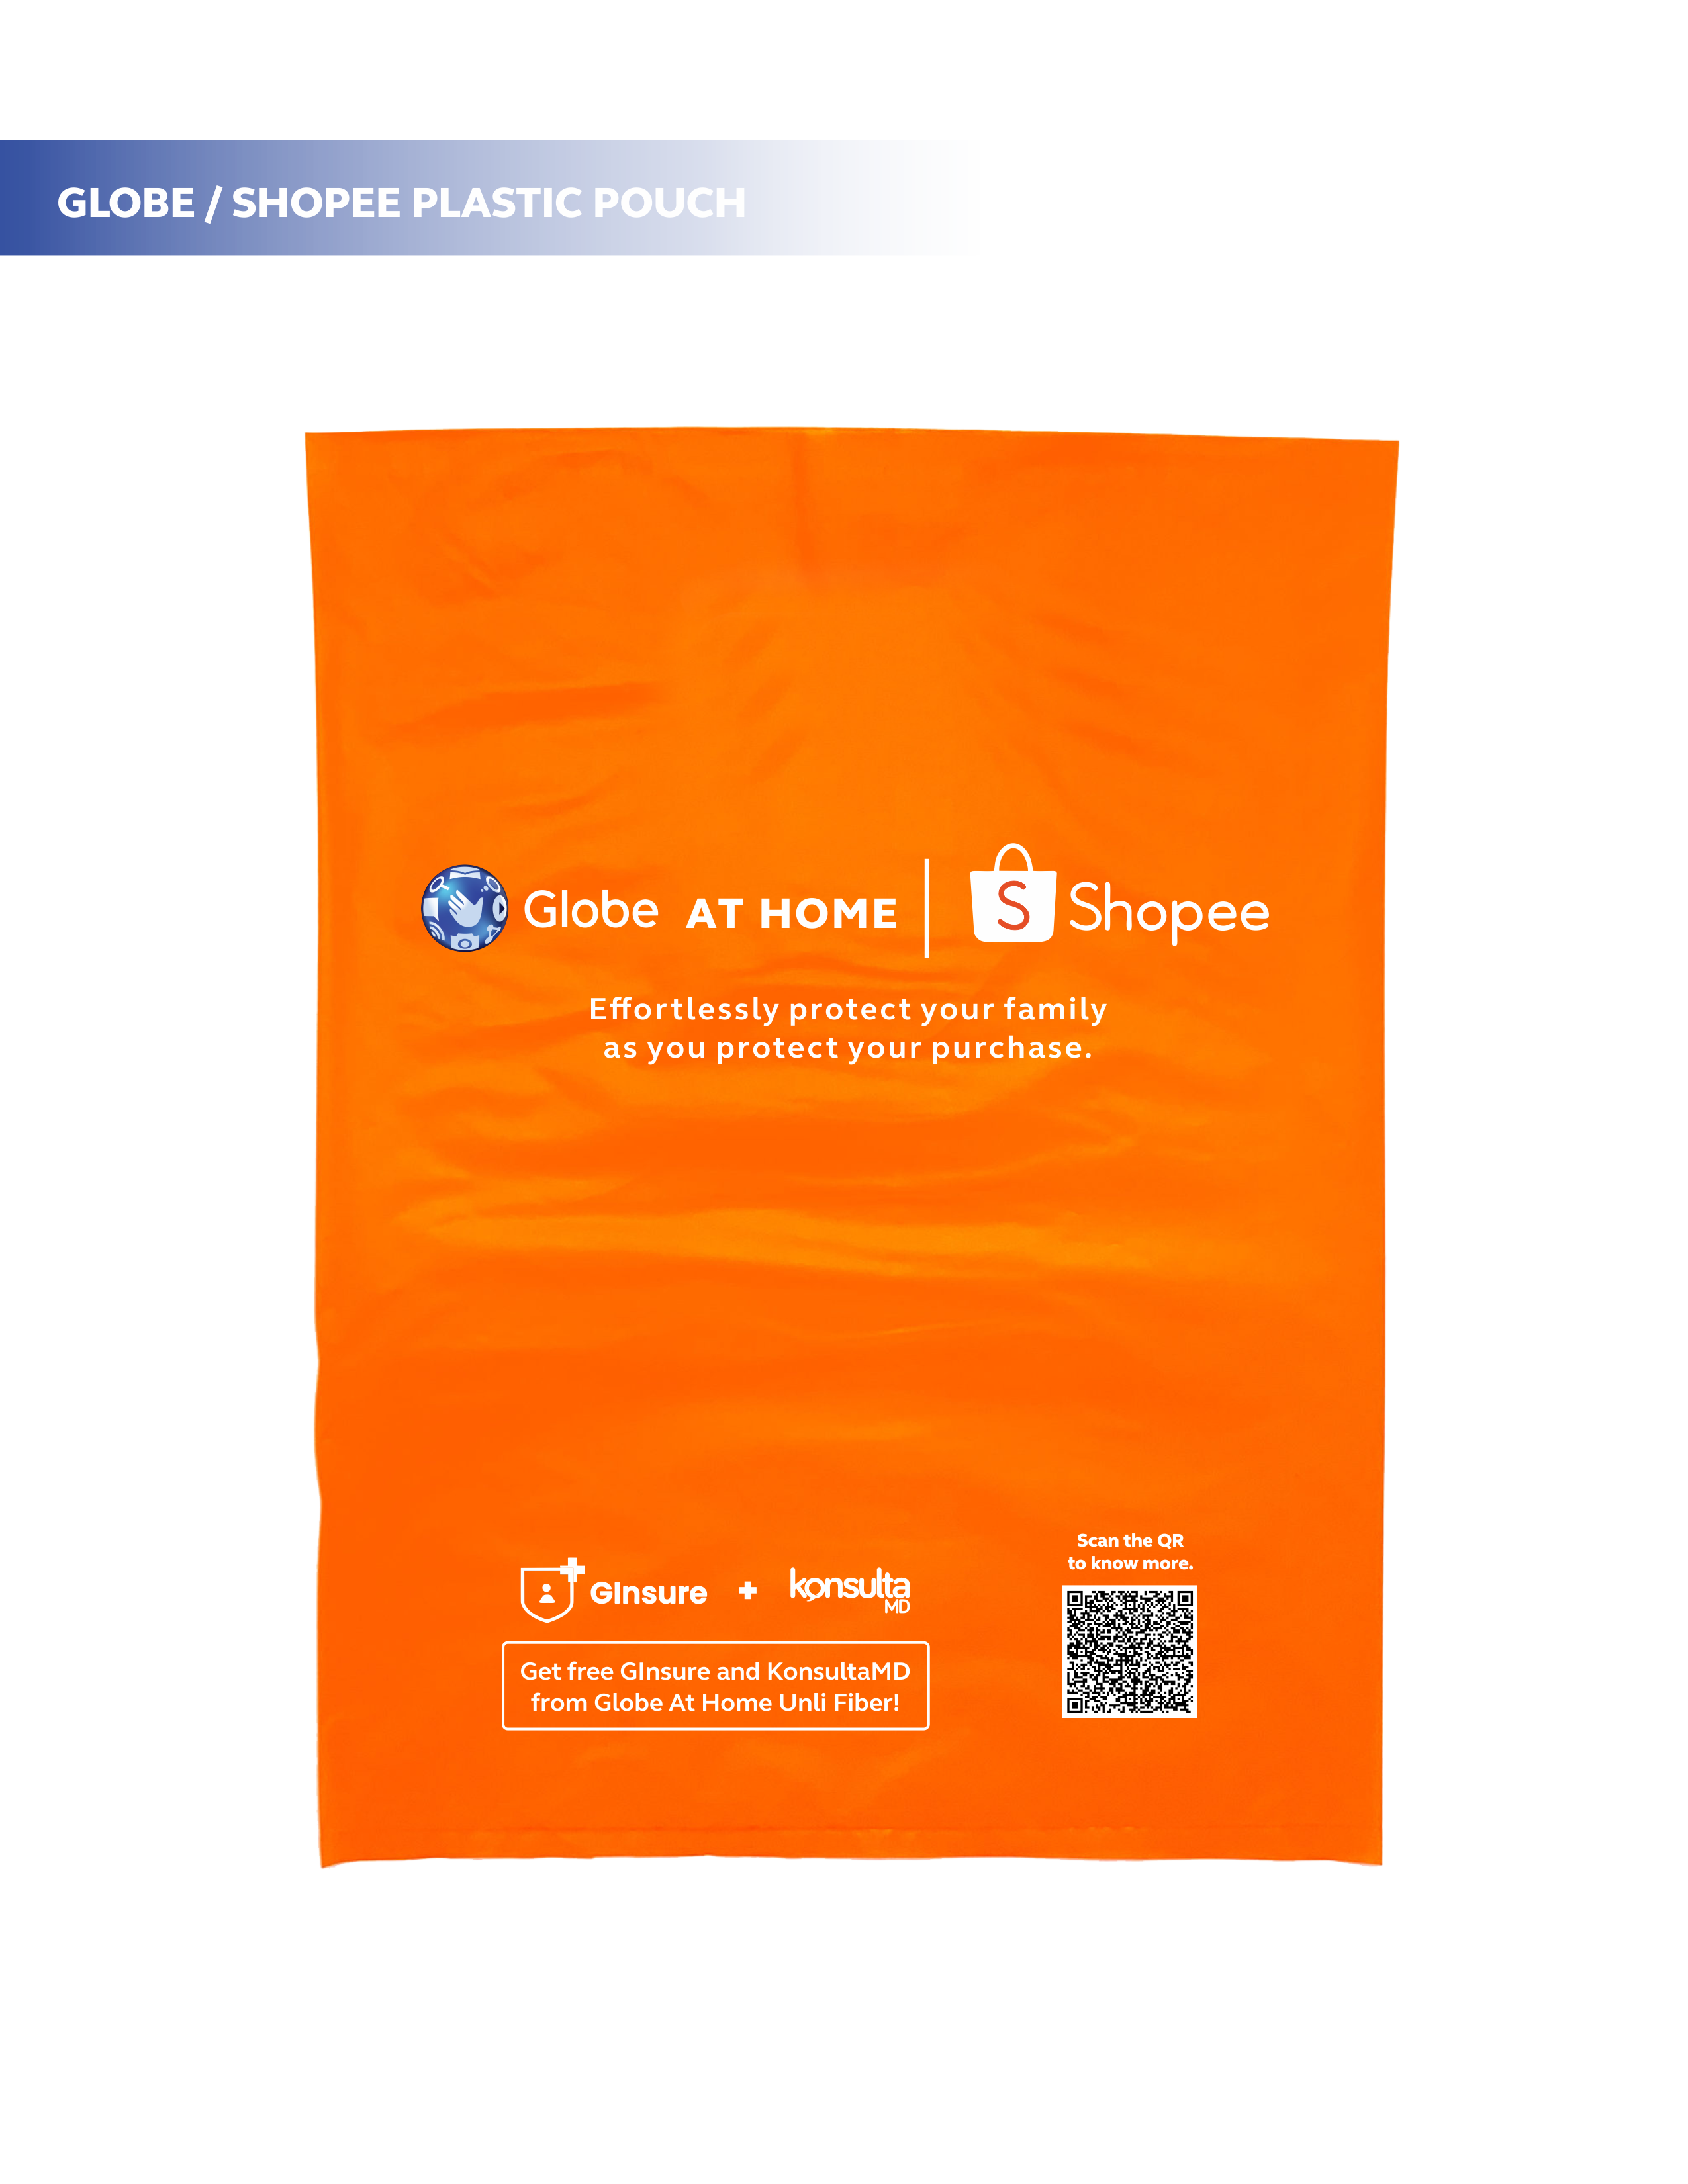 GLOBE / SHOPEE PLASTIC POUCH
Globe AT HOME
S Shopee
Effortlessly protect your family
as you protect your purchase.
Scan the QR
to know more.
GInsure + konsulta
MD
Get free GInsure and KonsultaMD
from Globe At Home Unli Fiber!